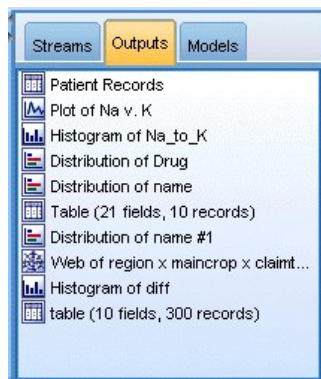 Streams Outputs Models
Patient Records
Plot of Na v. K
Histogram of Na_to_K
Distribution of Drug
Distribution of name
Table (21 fields, 10 records)
Distribution of name #1
Web of region x maincrop x claimt...
Histogram of diff
table (10 fields, 300 records)